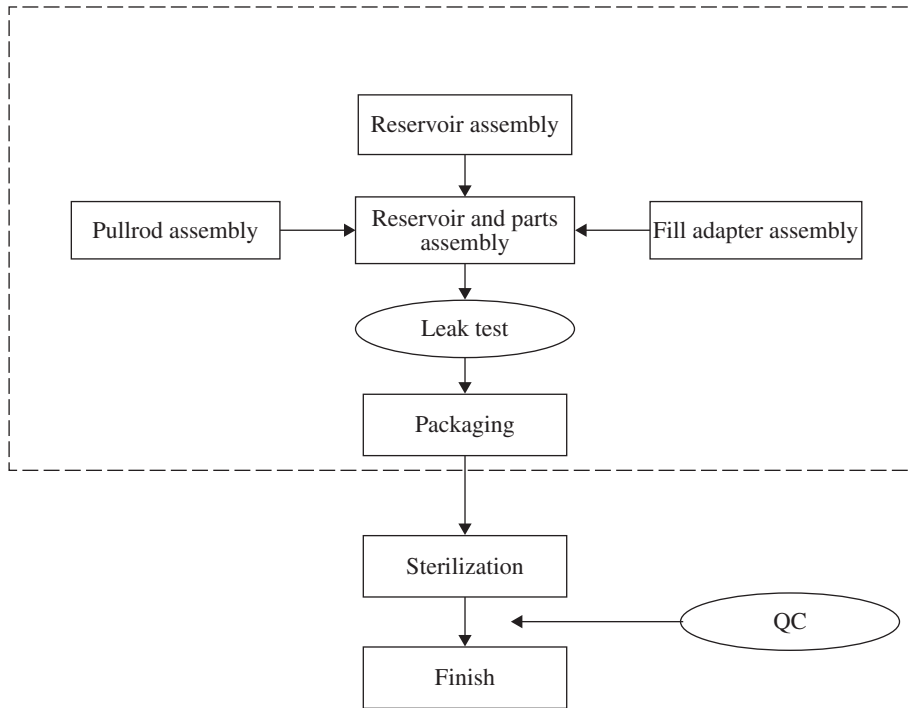 Reservoir assembly
Pullrod assembly
Reservoir and parts
assembly
Fill adapter assembly
Leak test
Packaging
Sterilization
QC
Finish